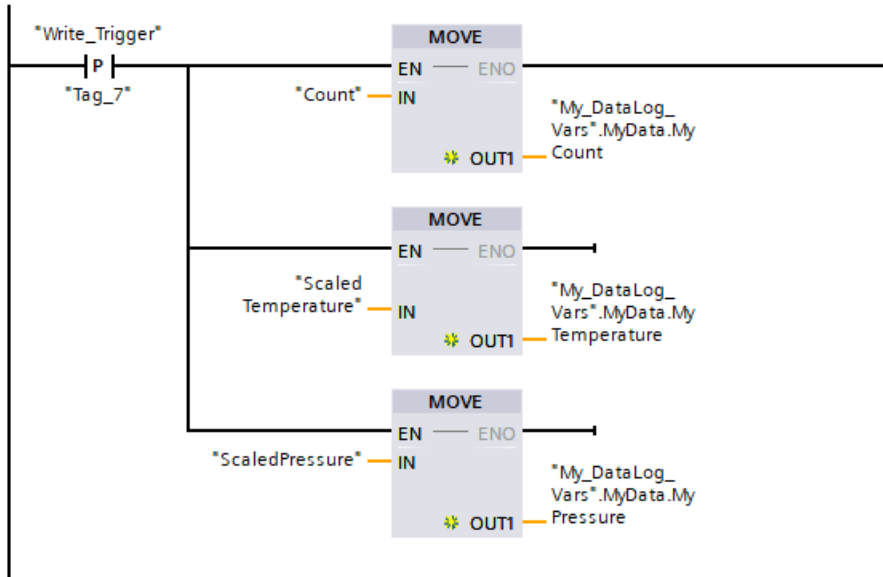 "Write_Trigger"
P
"Tag_7"
MOVE
EN ENO
"Count" IN
OUT1
"My_DataLog_
Vars".MyData.My
Count
MOVE
EN ENO
"Scaled
Temperature" IN
OUT1
"My_DataLog_
Vars".MyData.My
Temperature
MOVE
EN ENO
"ScaledPressure" IN
OUT1
"My_DataLog_
Vars".MyData.My
Pressure